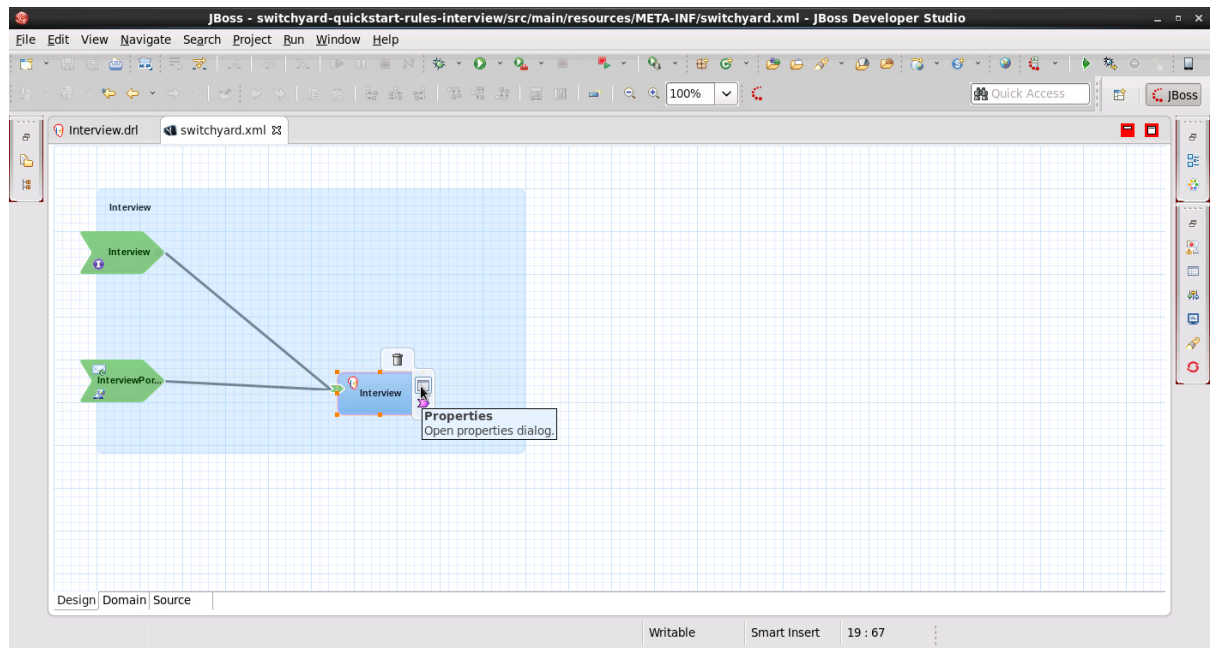 JBoss - switchyard-quickstart-rules-interview/src/main/resources/META-INF/switchyard.xml - JBoss Developer Studio
File Edit View Navigate Search Project Run Window Help
100% Quick Access JBoss
Interview.drl switchyard.xml
Interview
Interview
InterviewPor...
Interview
Properties
Open properties dialog.
Design Domain Source
Writable Smart Insert 19 : 67